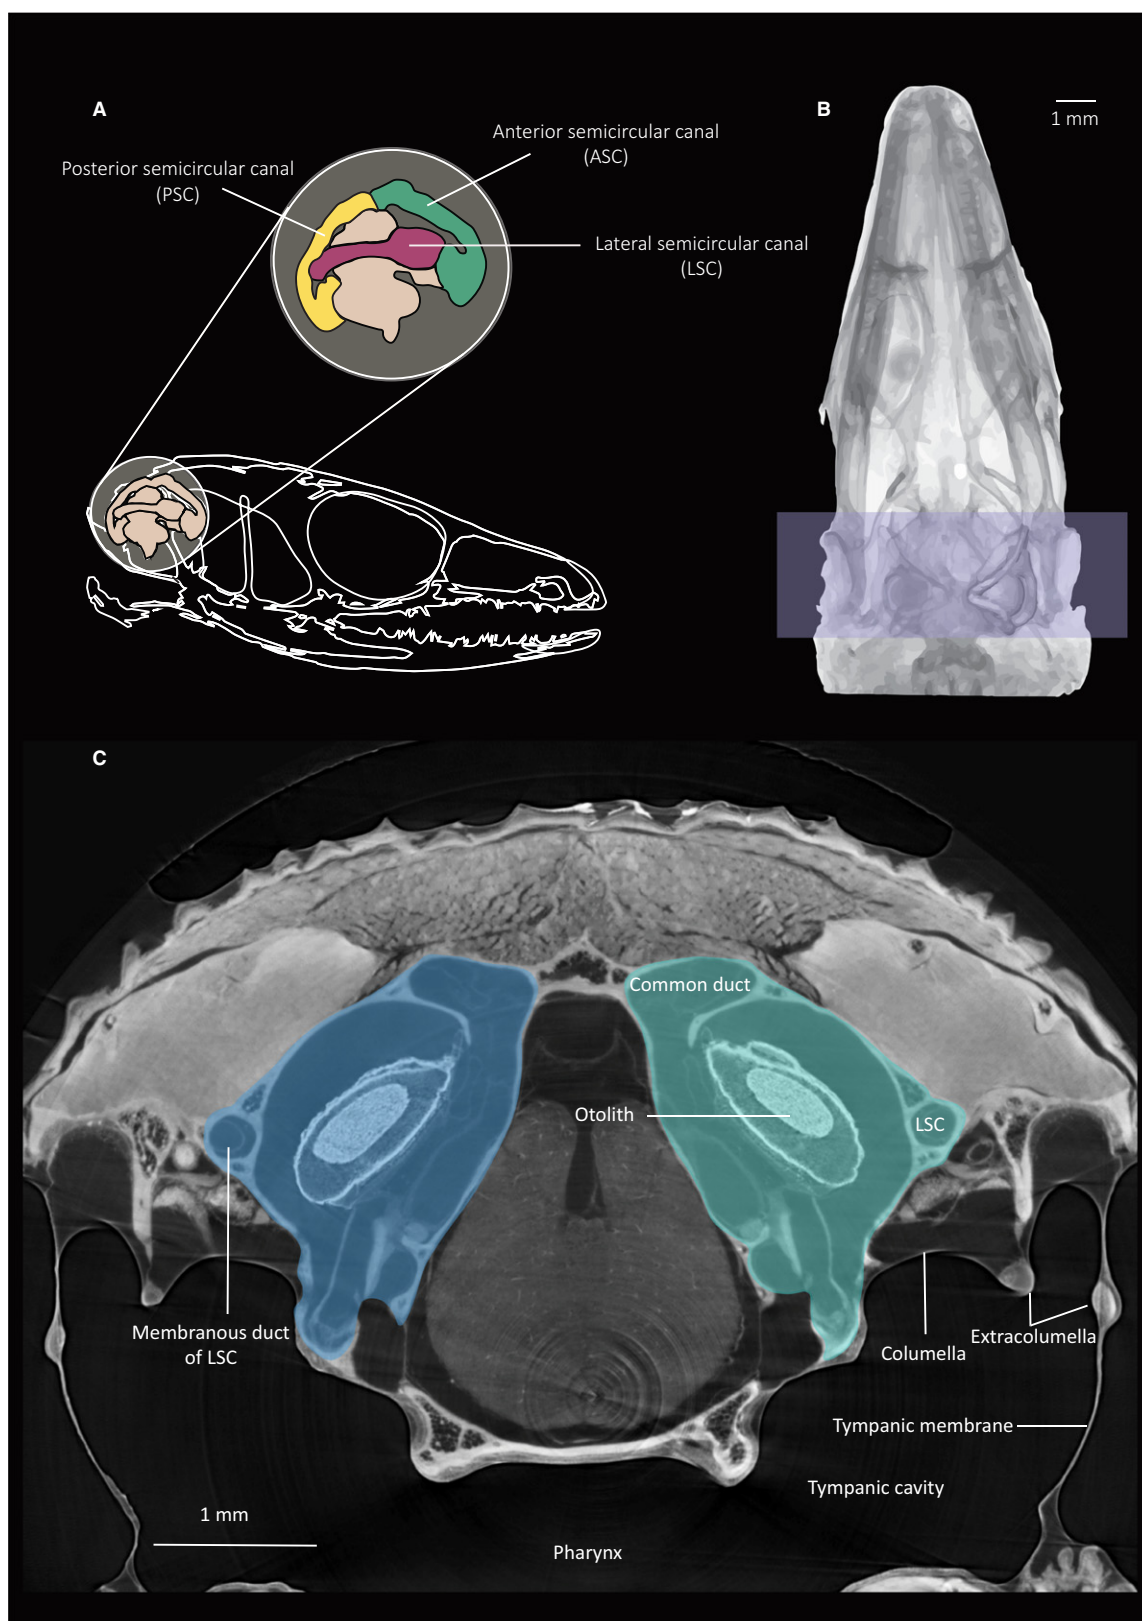 A
Posterior semicircular canal
(PSC)
Anterior semicircular canal
(ASC)
Lateral semicircular canal
(LSC)
B
1 mm
C
Common duct
Otolith
LSC
Membranous duct
of LSC
Columella
Extracolumella
Tympanic membrane
Tympanic cavity
1 mm
Pharynx